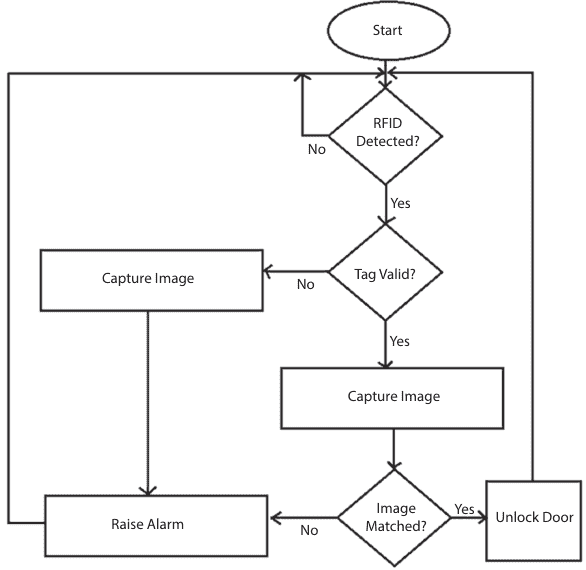 Start
RFID
Detected?
No
Yes
Capture Image
Tag Valid?
No
Yes
Capture Image
Raise Alarm
No
Image
Matched?
Yes
Unlock Door